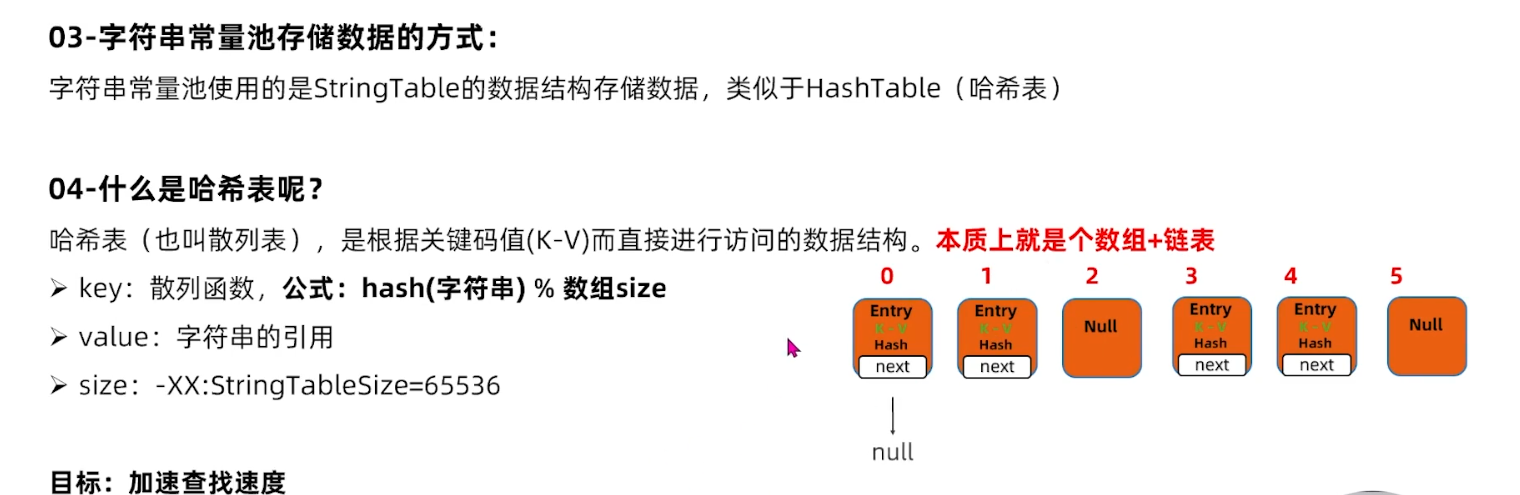 03-字符串常量池存储数据的方式：
字符串常量池使用的是StringTable的数据结构存储数据，类似于HashTable（哈希表）
04-什么是哈希表呢？
哈希表（也叫散列表），是根据关键码值(K-V)而直接进行访问的数据结构。本质上就是个数组+链表
➢ key：散列函数，公式：hash(字符串) % 数组size
➢ value：字符串的引用
➢ size：-XX:StringTableSize=65536
0 1 2 3 4 5
Entry Entry Null Entry Entry Null
K-V K-V K-V K-V
Hash Hash Hash Hash
next next next next
null
目标：加速查找速度